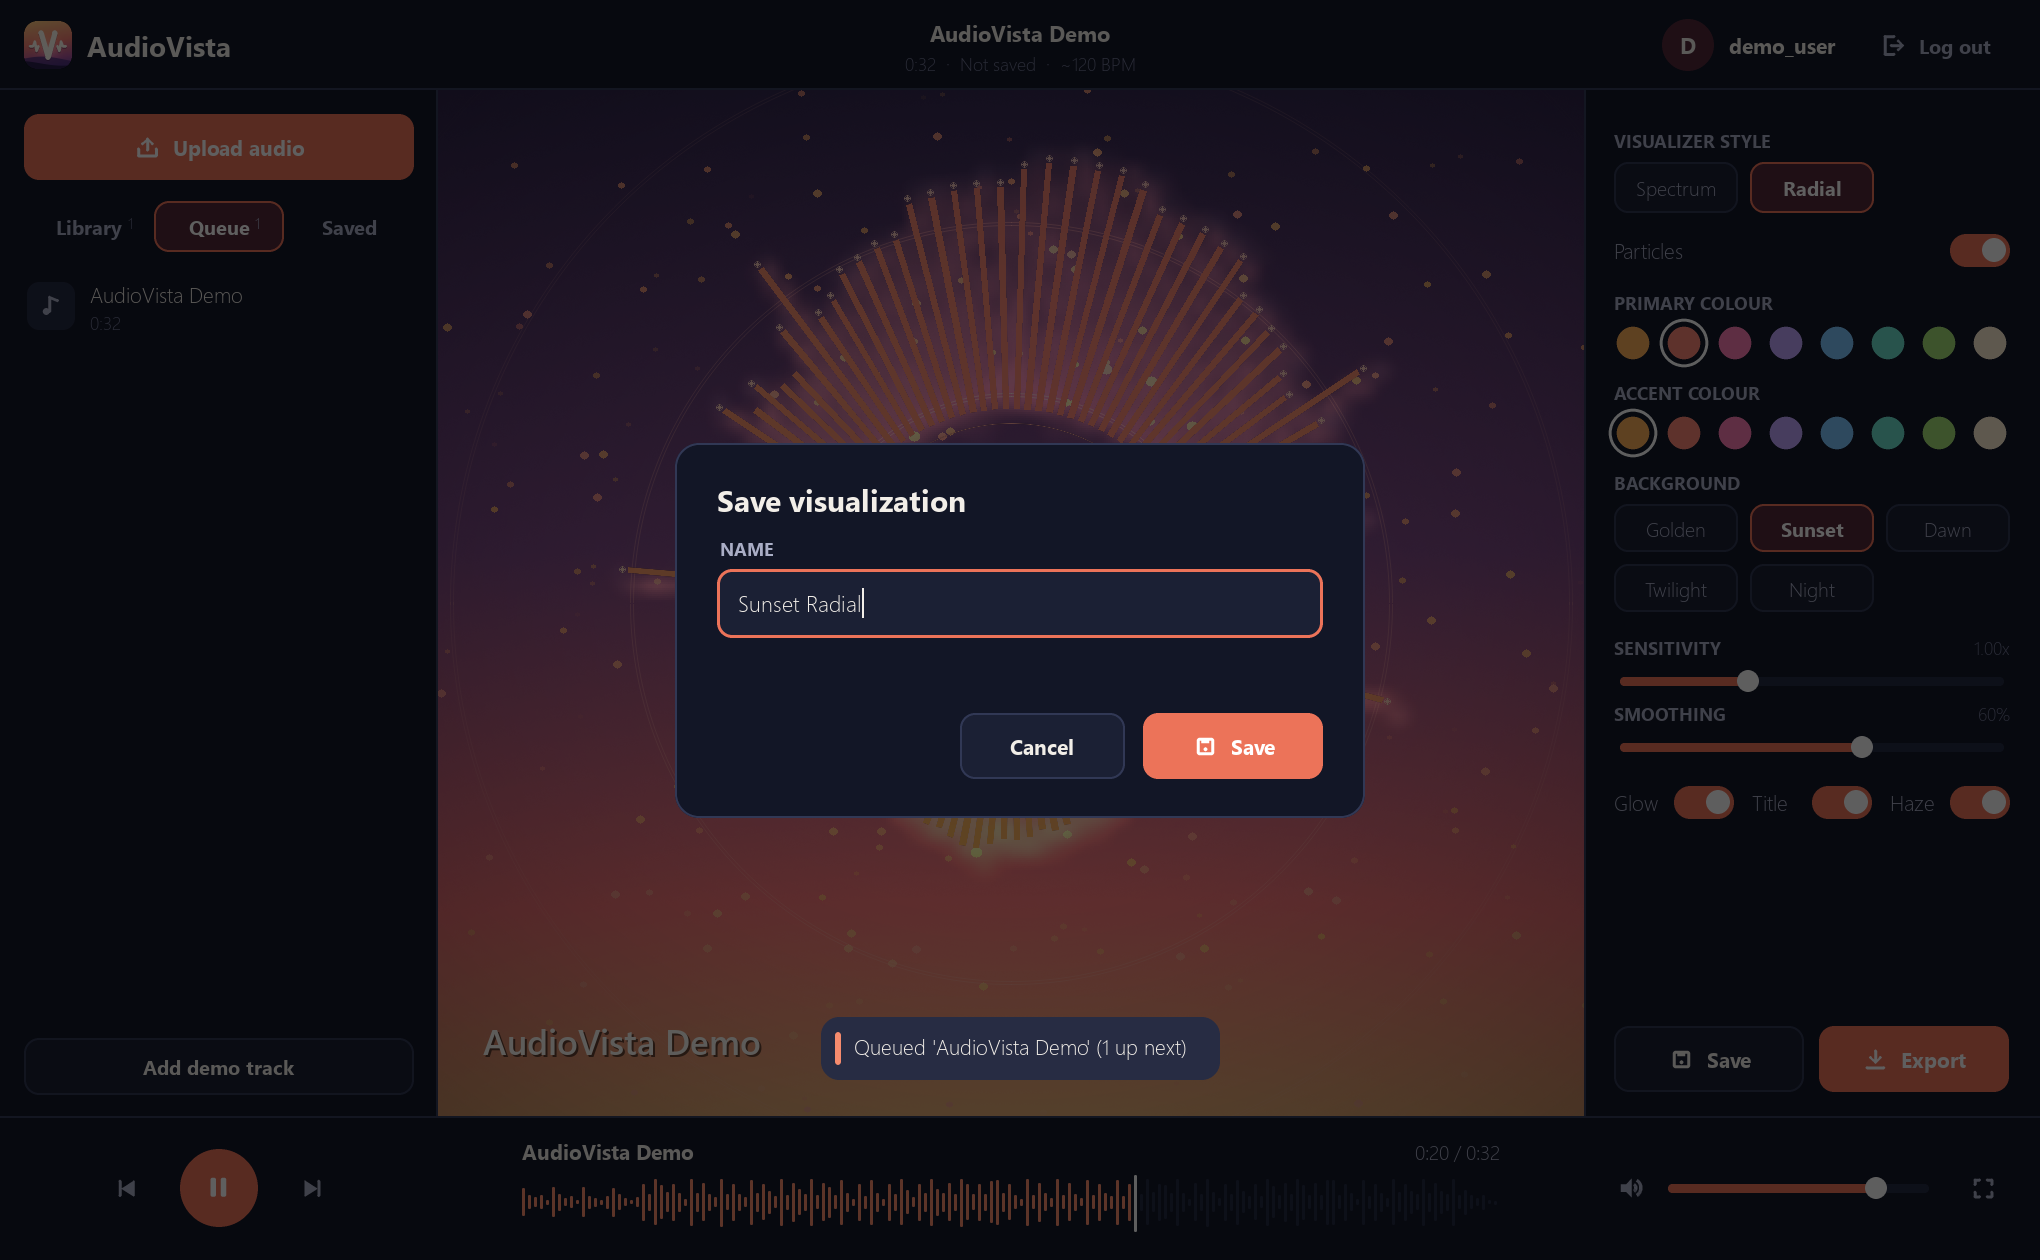 AudioVista
AudioVista Demo
0:32 · Not saved · ~120 BPM
D
demo_user
Log out
Upload audio
Library 1
Queue 1
Saved
AudioVista Demo
0:32
Add demo track
Save visualization
NAME
Sunset Radial
Cancel
Save
AudioVista Demo
Queued 'AudioVista Demo' (1 up next)
VISUALIZER STYLE
Spectrum
Radial
Particles
PRIMARY COLOUR
ACCENT COLOUR
BACKGROUND
Golden
Sunset
Dawn
Twilight
Night
SENSITIVITY
1.00x
SMOOTHING
60%
Glow
Title
Haze
Save
Export
AudioVista Demo
0:20 / 0:32